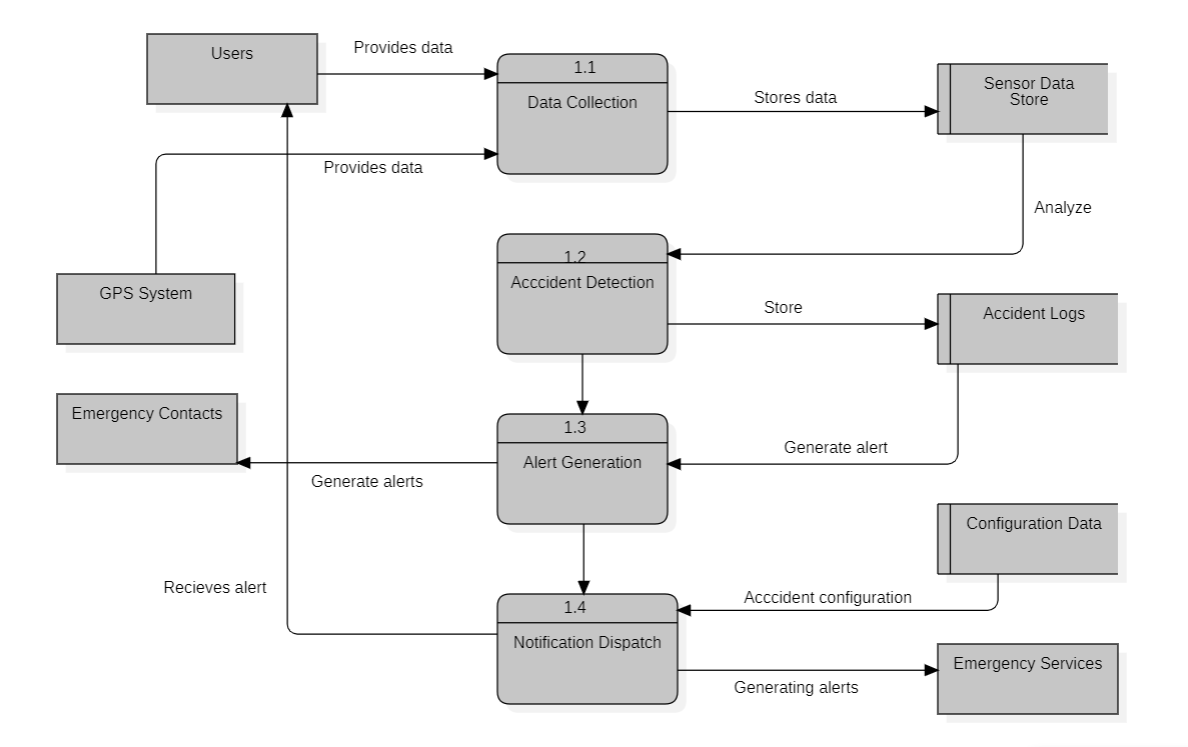 Users
Provides data
1.1
Data Collection
Stores data
Sensor Data
Store
Provides data
Analyze
1.2
Acccident Detection
GPS System
Store
Accident Logs
Emergency Contacts
1.3
Alert Generation
Generate alert
Generate alerts
Configuration Data
Recieves alert
Acccident configuration
1.4
Notification Dispatch
Emergency Services
Generating alerts